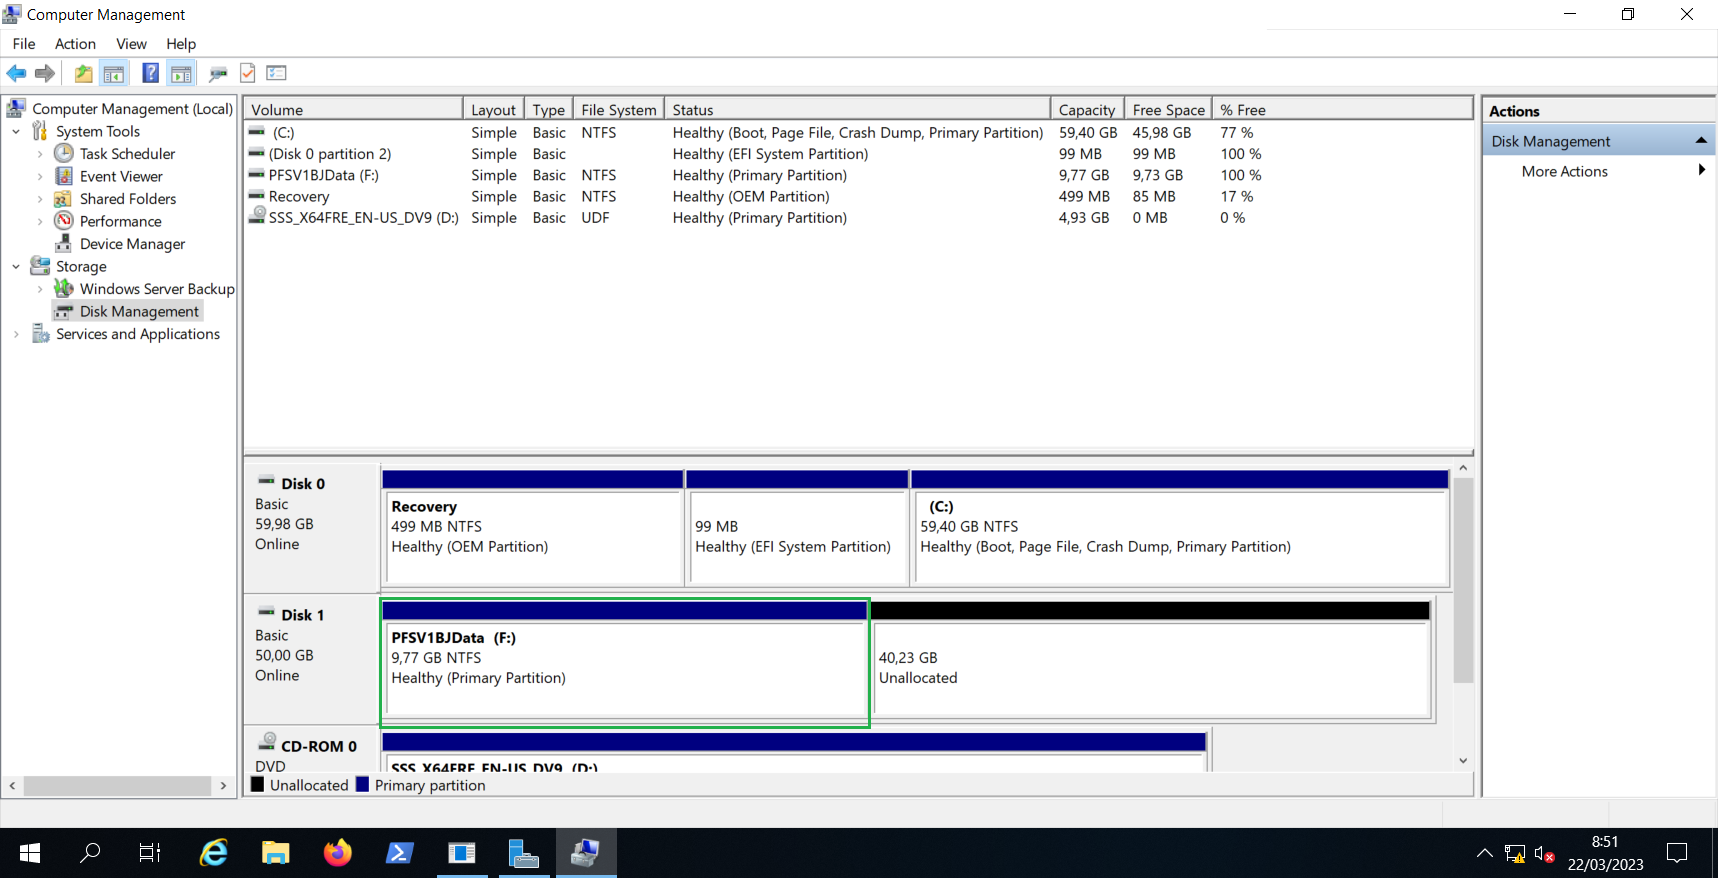 Computer Management
File Action View Help
Computer Management (Local)
System Tools
Task Scheduler
Event Viewer
Shared Folders
Performance
Device Manager
Storage
Windows Server Backup
Disk Management
Services and Applications
Volume Layout Type File System Status Capacity Free Space % Free
(C:) Simple Basic NTFS Healthy (Boot, Page File, Crash Dump, Primary Partition) 59,40 GB 45,98 GB 77 %
(Disk 0 partition 2) Simple Basic Healthy (EFI System Partition) 99 MB 99 MB 100 %
PFSV1BJData (F:) Simple Basic NTFS Healthy (Primary Partition) 9,77 GB 9,73 GB 100 %
Recovery Simple Basic NTFS Healthy (OEM Partition) 499 MB 85 MB 17 %
SSS_X64FRE_EN-US_DV9 (D:) Simple Basic UDF Healthy (Primary Partition) 4,93 GB 0 MB 0 %
Disk 0
Basic
59,98 GB
Online
Recovery
499 MB NTFS
Healthy (OEM Partition)
99 MB
Healthy (EFI System Partition)
(C:)
59,40 GB NTFS
Healthy (Boot, Page File, Crash Dump, Primary Partition)
Disk 1
Basic
50,00 GB
Online
PFSV1BJData (F:)
9,77 GB NTFS
Healthy (Primary Partition)
40,23 GB
Unallocated
CD-ROM 0
DVD
SSS_X64FRE_EN-US_DV9 (D:)
Unallocated Primary partition
Actions
Disk Management
More Actions
8:51
22/03/2023